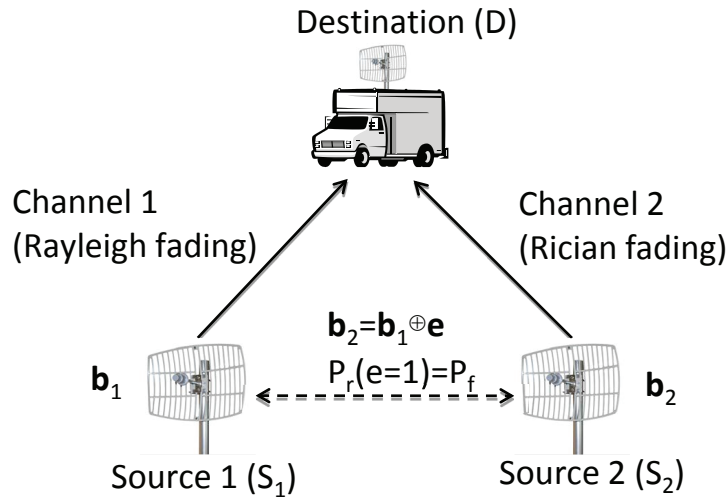 Destination (D)
Channel 1
(Rayleigh fading)
Channel 2
(Rician fading)
b₂=b₁⊕e
Pᵣ(e=1)=P_f
b₁
b₂
Source 1 (S₁)
Source 2 (S₂)